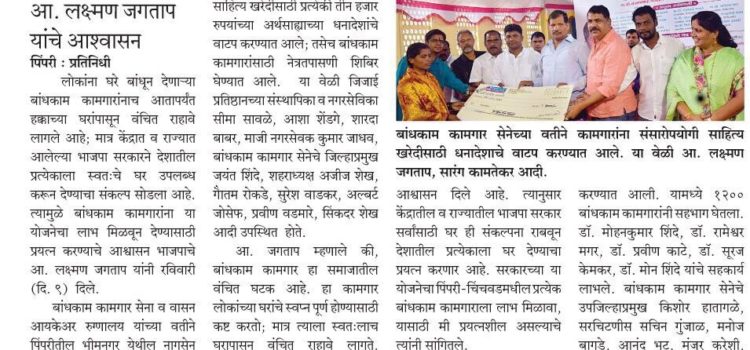 आ. लक्ष्मण जगताप
यांचे आश्वासन
पिंपरी : प्रतिनिधी
लोकांना घरे बांधून देणाऱ्या
बांधकाम कामगारांनाच आतापर्यंत
हक्काच्या घरांपासून वंचित राहावे
लागले आहे; मात्र केंद्रात व राज्यात
आलेल्या भाजपा सरकारने देशातील
प्रत्येकाला स्वतःचे घर उपलब्ध
करून देण्याचा संकल्प सोडला आहे.
त्यामुळे बांधकाम कामगारांना या
योजनेचा लाभ मिळवून देण्यासाठी
प्रयत्न करण्याचे आश्वासन भाजपाचे
आ. लक्ष्मण जगताप यांनी रविवारी
(दि. ९) दिले.
बांधकाम कामगार सेना व वासन
आयकेअर रुग्णालय यांच्या वतीने
पिंपरीतील भीमनगर येथील नागसेन
साहित्य खरेदीसाठी प्रत्येकी तीन हजार
रुपयांच्या अर्थसाह्याच्या धनादेशांचे
वाटप करण्यात आले; तसेच बांधकाम
कामगारांसाठी नेत्रतपासणी शिबिर
घेण्यात आले. या वेळी जिजाई
प्रतिष्ठानच्या संस्थापिका व नगरसेविका
सीमा सावळे, आशा शेंडगे, शारदा
बाबर, माजी नगरसेवक कुमार जाधव,
बांधकाम कामगार सेनेचे जिल्हाप्रमुख
जयंत शिंदे, शहराध्यक्ष अजीज शेख,
गौतम रोकडे, सुरेश वाडकर, अल्बर्ट
जोसेफ, प्रवीण वडमारे, सिंकदर शेख
आदी उपस्थित होते.
आ. जगताप म्हणाले की,
बांधकाम कामगार हा समाजातील
वंचित घटक आहे. हा कामगार
लोकांच्या घरांचे स्वप्न पूर्ण होण्यासाठी
कष्ट करतो; मात्र त्याला स्वतःलाच
घरापासून वंचित राहावे लागते.
बांधकाम कामगार सेनेच्या वतीने कामगारांना संसारोपयोगी साहित्य
खरेदीसाठी धनादेशाचे वाटप करण्यात आले. या वेळी आ. लक्ष्मण
जगताप, सारंग कामतेकर आदी.
आश्वासन दिले आहे. त्यानुसार
केंद्रातील व राज्यातील भाजपा सरकार
सर्वांसाठी घर ही संकल्पना राबवून
देशातील प्रत्येकाला घर देण्याचा
प्रयत्न करणार आहे. सरकारच्या या
योजनेचा पिंपरी-चिंचवडमधील प्रत्येक
बांधकाम कामगाराला लाभ मिळावा,
यासाठी मी प्रयत्नशील असल्याचे
त्यांनी सांगितले.
करण्यात आली. यामध्ये १२००
बांधकाम कामगारांनी सहभाग घेतला.
डॉ. मोहनकुमार शिंदे, डॉ. रामेश्वर
मगर, डॉ. प्रवीण काटे, डॉ. सूरज
केमकर, डॉ. मोन शिंदे यांचे सहकार्य
लाभले. बांधकाम कामगार सेनेचे
उपजिल्हाप्रमुख किशोर हातागळे,
सरचिटणीस सचिन गुंजाळ, मनोज
बागडे, आनंद भट, मंजूर करेशी,